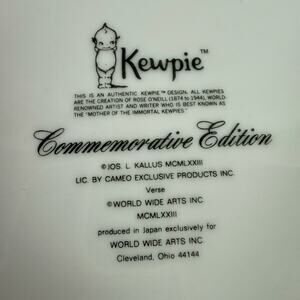 Kewpie™
THIS IS AN AUTHENTIC KEWPIE™ DESIGN. ALL KEWPIES
ARE THE CREATION OF ROSE O'NEILL (1874 to 1944), WORLD-
RENOWNED ARTIST AND WRITER WHO IS BEST KNOWN AS
THE "MOTHER OF THE IMMORTAL KEWPIES"
Commemorative Edition
©JOS. L. KALLUS MCMLXXIII
LIC. BY CAMEO EXCLUSIVE PRODUCTS INC.
Verse
©WORLD WIDE ARTS INC.
MCMLXXIII
produced in Japan exclusively for
WORLD WIDE ARTS INC.
Cleveland, Ohio 44144